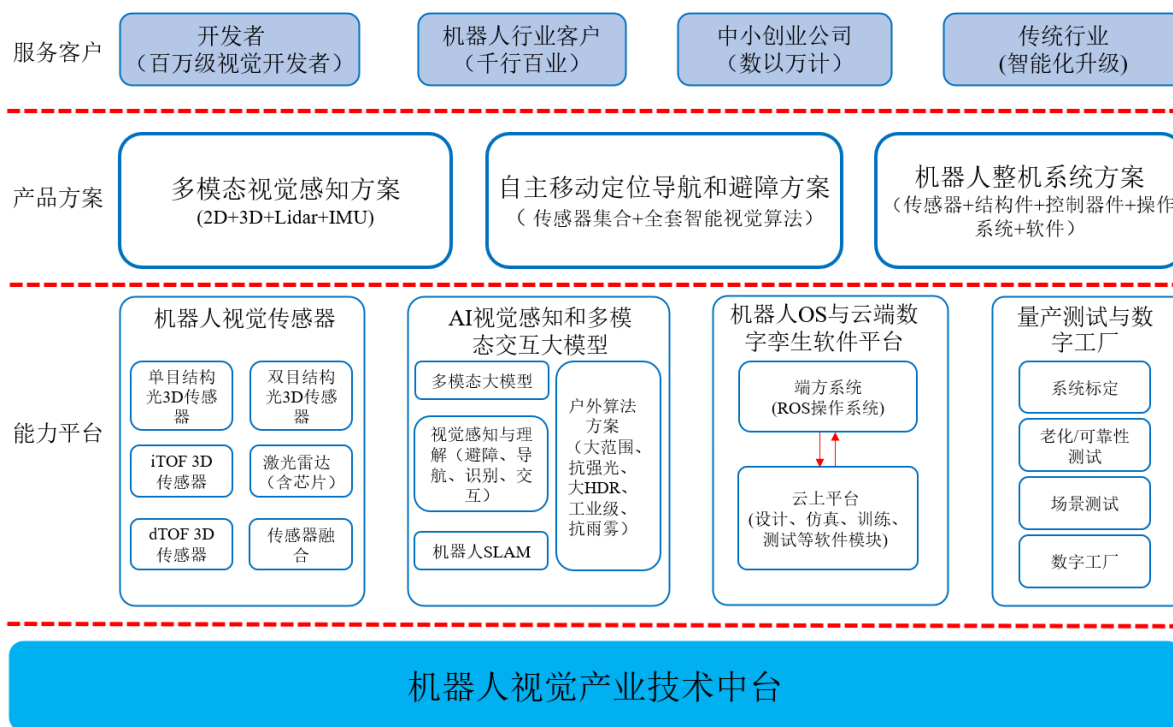 服务客户
开发者
（百万级视觉开发者）
机器人行业客户
（千行百业）
中小创业公司
（数以万计）
传统行业
(智能化升级)
产品方案
多模态视觉感知方案
(2D+3D+Lidar+IMU)
自主移动定位导航和避障方案
（ 传感器集合+全套智能视觉算法）
机器人整机系统方案
（传感器+结构件+控制器件+操作
系统+软件）
能力平台
机器人视觉传感器
单目结构
光3D传感
器
双目结构
光3D传感
器
iTOF 3D
传感器
激光雷达
（含芯片）
dTOF 3D
传感器
传感器融
合
AI视觉感知和多模
态交互大模型
多模态大模型
视觉感知与理
解（避障、导
航、识别、交
互）
机器人SLAM
户外算法
方案
（大范围、
抗强光、
大HDR、
工业级、
抗雨雾）
机器人OS与云端数
字孪生软件平台
端方系统
(ROS操作系统)
云上平台
(设计、仿真、训练、
测试等软件模块)
量产测试与数
字工厂
系统标定
老化/可靠性
测试
场景测试
数字工厂
机器人视觉产业技术中台